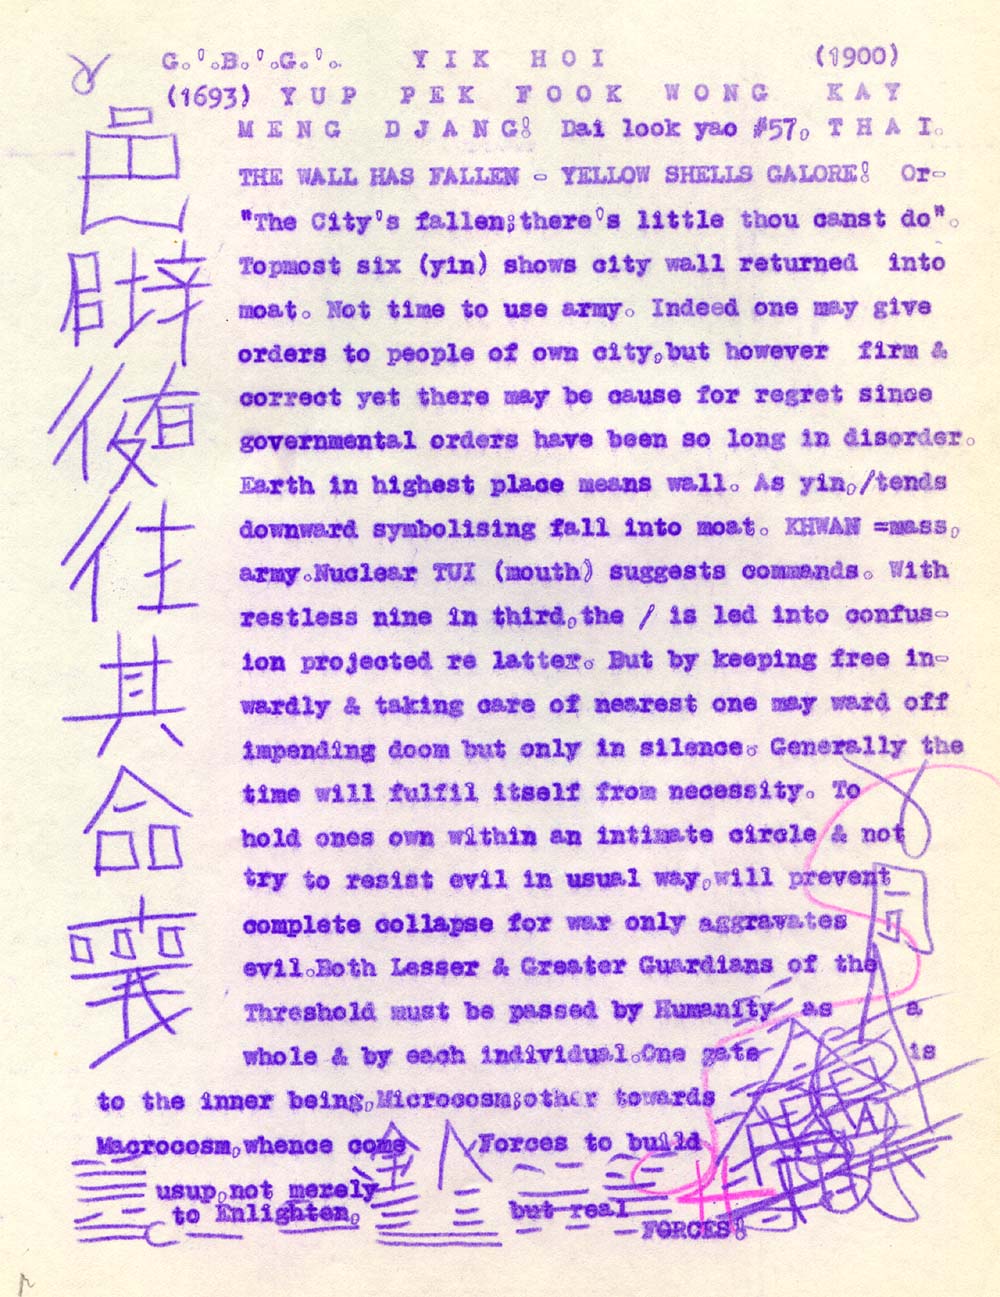 G.'.B.'.G.'. YIK HOI (1900)
(1693) YUP PEK FOOK WONG KAY
MENG DJANG! Dai look yao #57. THAI.
THE WALL HAS FALLEN - YELLOW SHELLS GALORE! Or-
"The City's fallen;there's little thou canst do".
Topmost six (yin) shows city wall returned into
moat. Not time to use army. Indeed one may give
orders to people of own city,but however firm &
correct yet there may be cause for regret since
governmental orders have been so long in disorder.
Earth in highest place means wall. As yin,/tends
downward symbolising fall into moat. KHWAN =mass,
army.Nuclear TUI (mouth) suggests commands. With
restless nine in third,the / is led into confus-
ion projected re latter. But by keeping free in-
wardly & taking care of nearest one may ward off
impending doom but only in silence. Generally the
time will fulfil itself from necessity. To
hold ones own within an intimate circle & not
try to resist evil in usual way,will prevent
complete collapse for war only aggravates
evil.Both Lesser & Greater Guardians of the
Threshold must be passed by Humanity as a
whole & by each individual.One gate is
to the inner being,Microcosm;other towards
Macrocosm,whence come Forces to build
usup,not merely
to Enlighten, but real
FORCES!
復
往
其
命